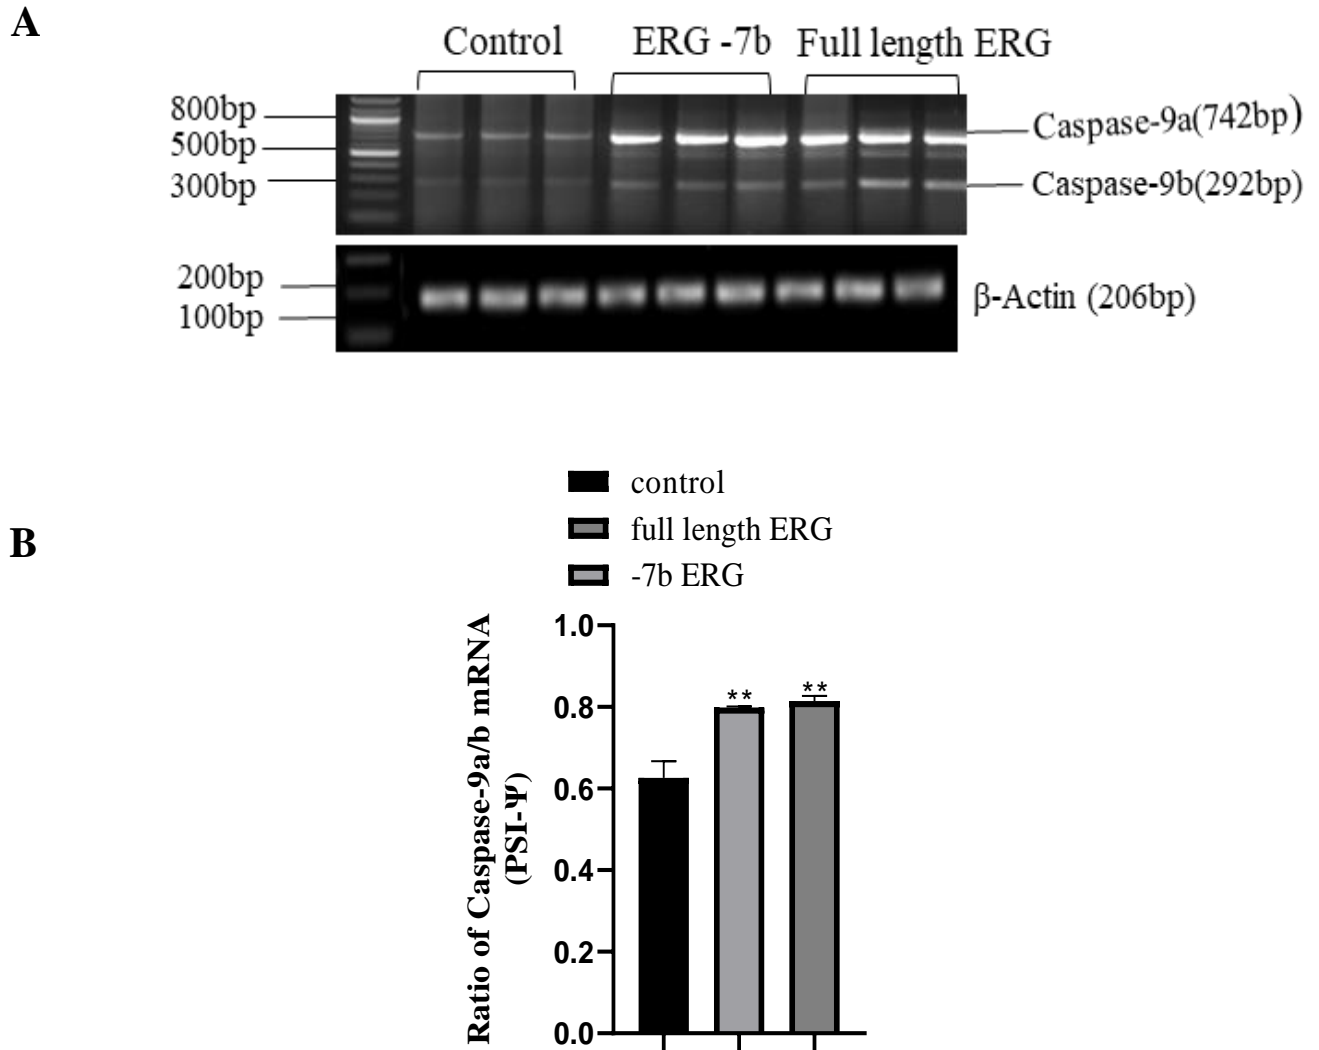 A
Control
ERG -7b
Full length ERG
800bp
500bp
300bp
Caspase-9a(742bp)
Caspase-9b(292bp)
200bp
100bp
β-Actin (206bp)
B
control
full length ERG
-7b ERG
Ratio of Caspase-9a/b mRNA
(PSI-Ψ)
1.0
0.8
0.6
0.4
0.2
0.0
**
**